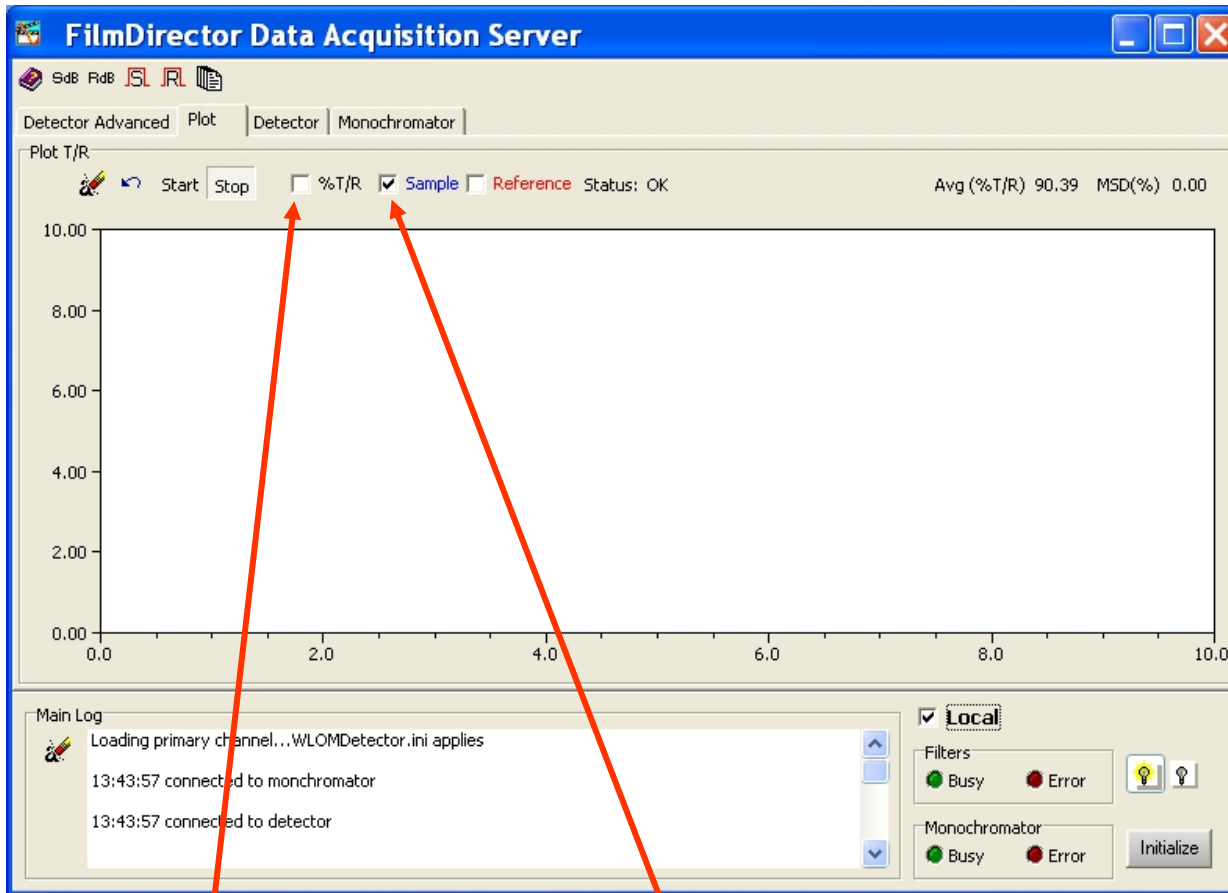 FilmDirector Data Acquisition Server
SdB RdB SL RL
Detector Advanced Plot Detector Monochromator
Plot T/R
Start Stop %T/R Sample Reference Status: OK Avg (%T/R) 90.39 MSD(%) 0.00
10.00
8.00
6.00
4.00
2.00
0.00
0.0 2.0 4.0 6.0 8.0 10.0
Main Log
Loading primary channel...WLOMDetector.ini applies
13:43:57 connected to monchromator
13:43:57 connected to detector
Local
Filters
Busy Error
Monochromator
Busy Error
Initialize